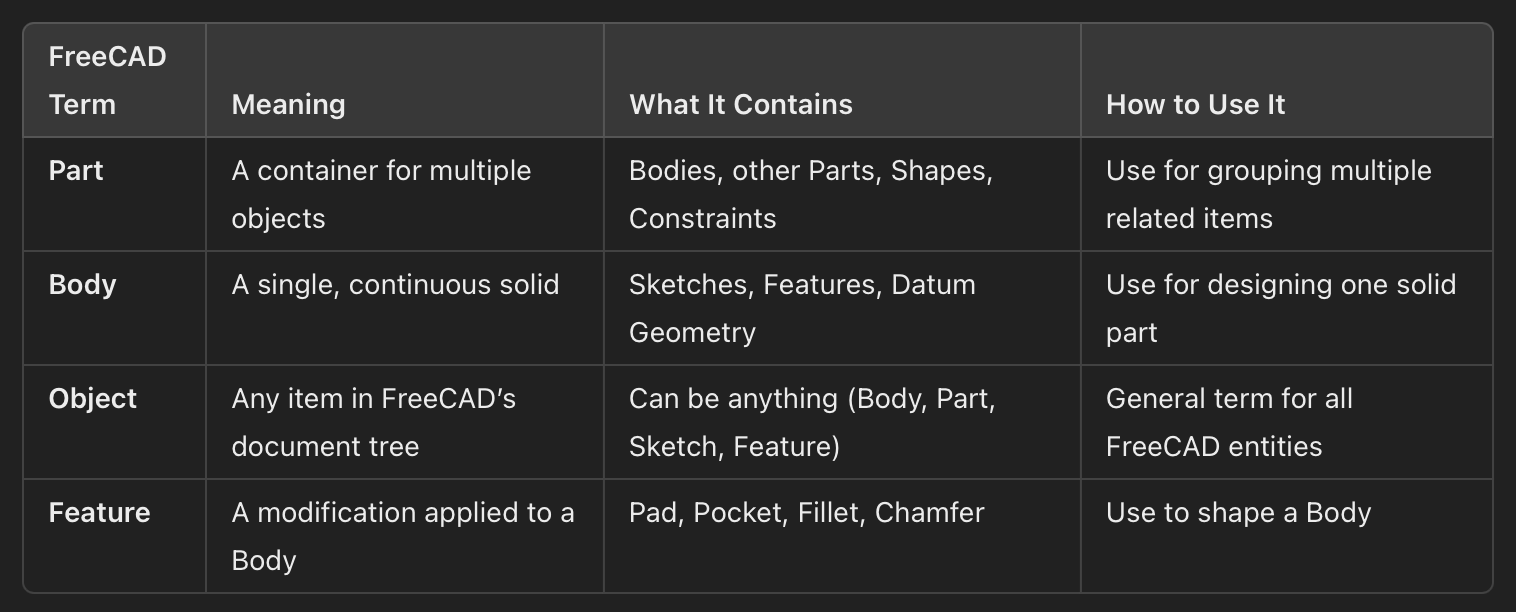 FreeCAD
Term
Meaning
What It Contains
How to Use It
Part
A container for multiple
objects
Bodies, other Parts, Shapes,
Constraints
Use for grouping multiple
related items
Body
A single, continuous solid
Sketches, Features, Datum
Geometry
Use for designing one solid
part
Object
Any item in FreeCAD’s
document tree
Can be anything (Body, Part,
Sketch, Feature)
General term for all
FreeCAD entities
Feature
A modification applied to a
Body
Pad, Pocket, Fillet, Chamfer
Use to shape a Body